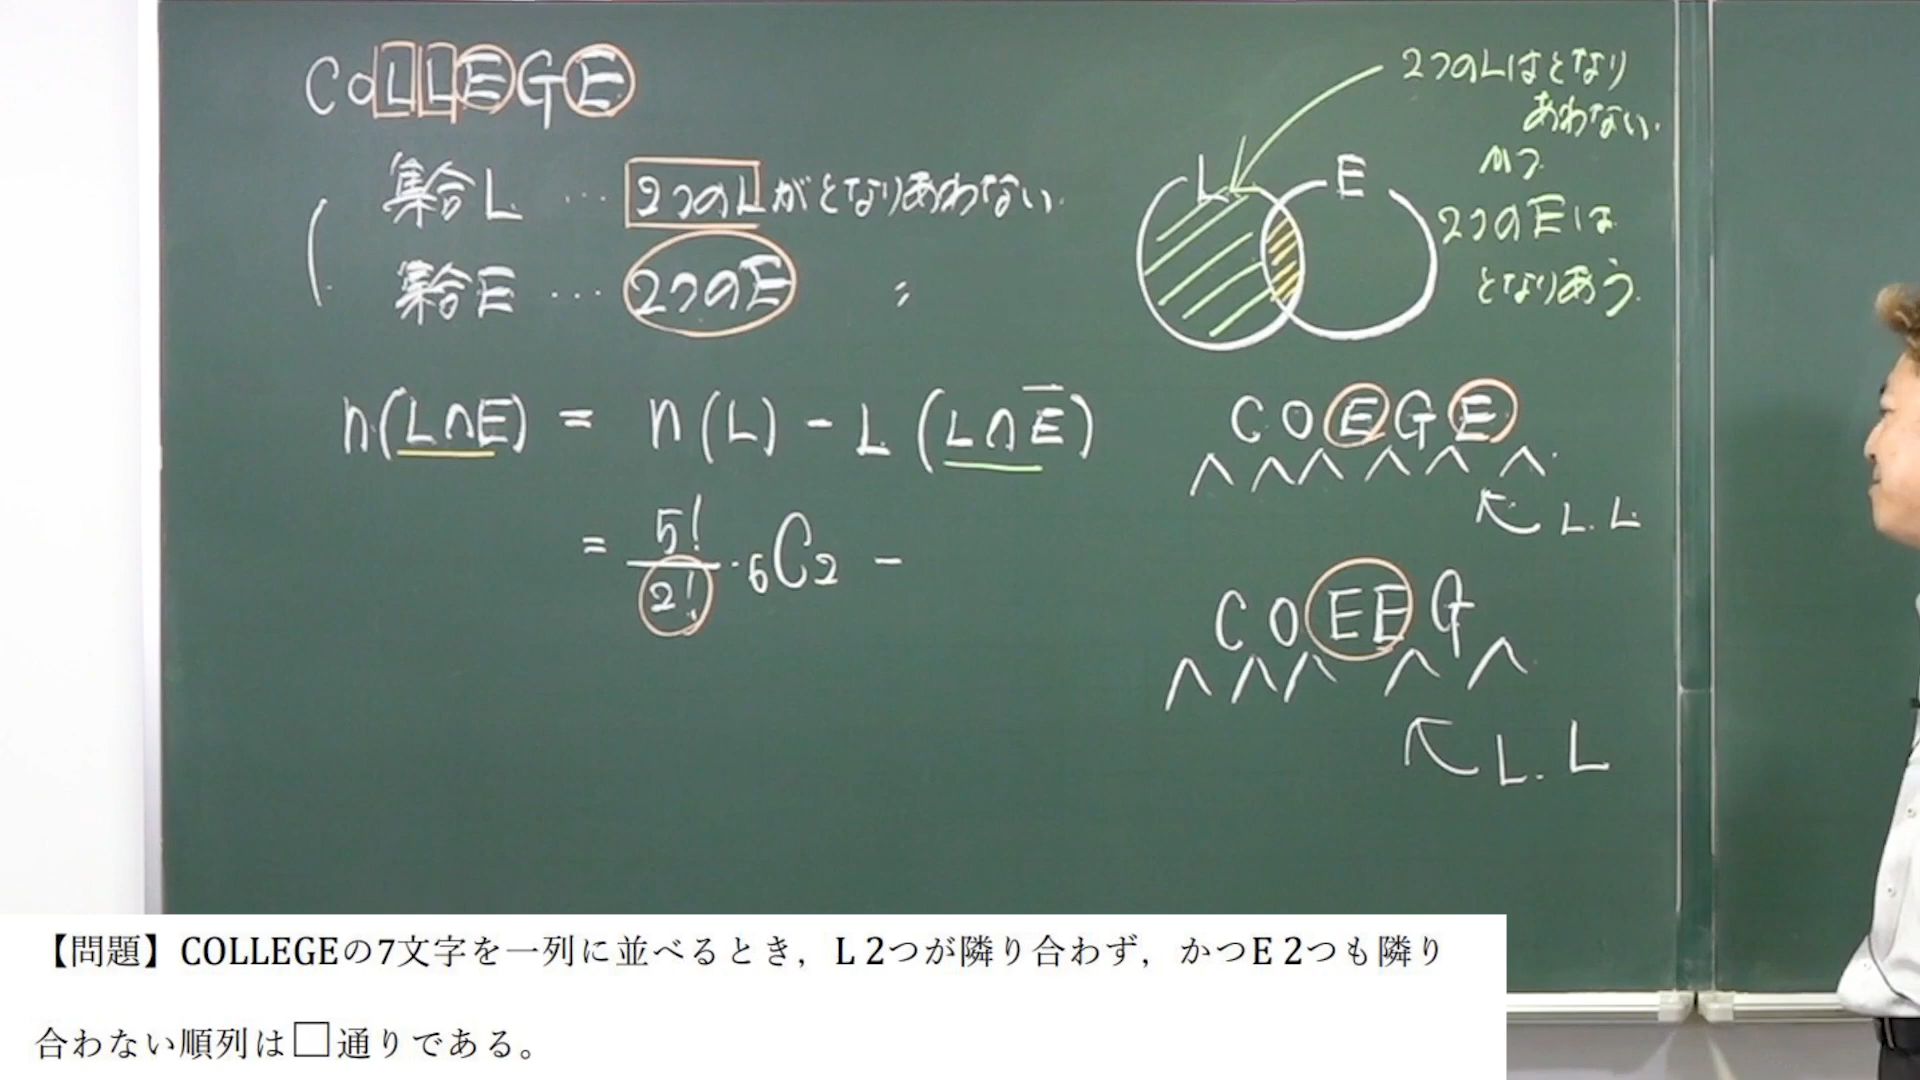 COLLEGE
集合L … 2つのLがとなりあわない.
集合E … 2つのE 〃
n(L∩E) = n(L) - L(L∩E̅)
= 5!/2! ・ ₆C₂ -
2つのLはとなり
あわない.
かつ
2つのEは
となりあう.
L E
COEGE
L. L
COEEG
L. L
【問題】COLLEGEの7文字を一列に並べるとき，L 2つが隣り合わず，かつE 2つも隣り
合わない順列は□通りである。